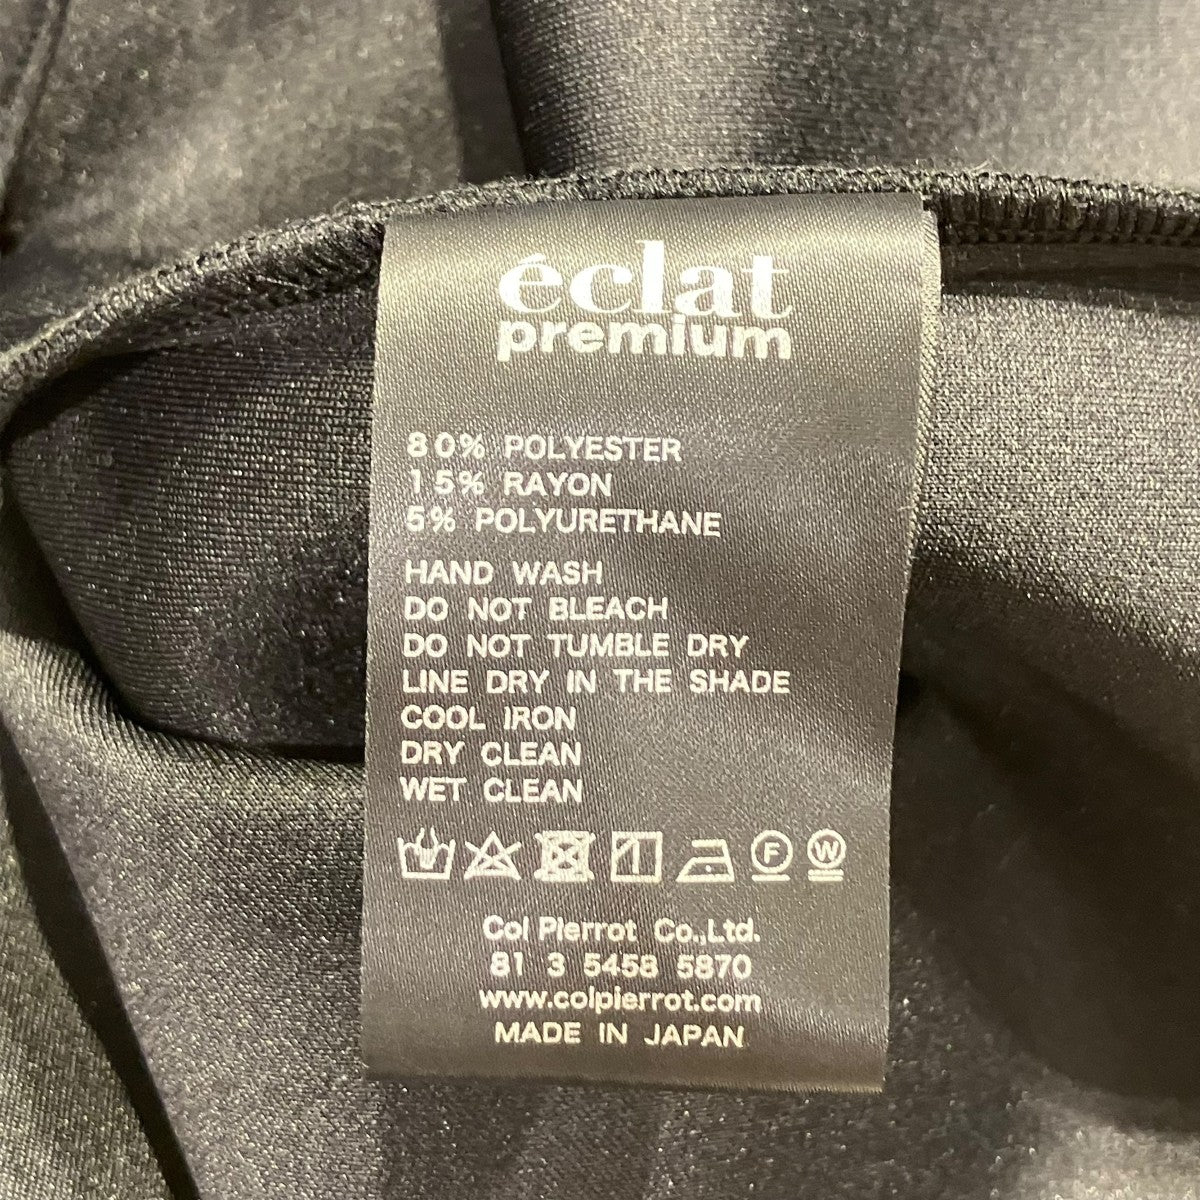 éclat
premium
80% POLYESTER
15% RAYON
5% POLYURETHANE
HAND WASH
DO NOT BLEACH
DO NOT TUMBLE DRY
LINE DRY IN THE SHADE
COOL IRON
DRY CLEAN
WET CLEAN
F W
Col Pierrot Co.,Ltd.
81 3 5458 5870
www.colpierrot.com
MADE IN JAPAN